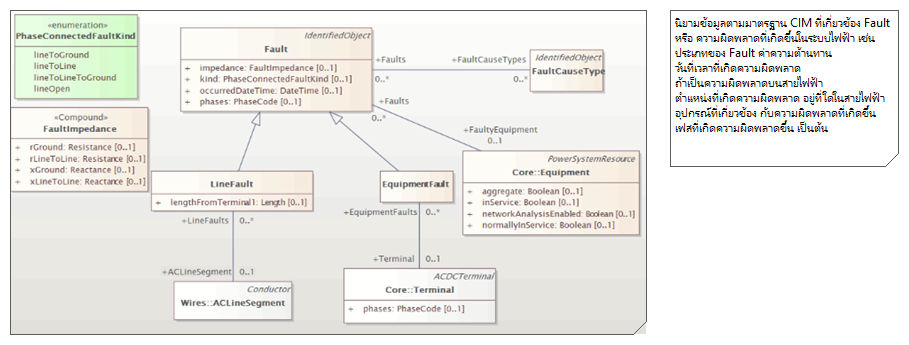 «enumeration»
PhaseConnectedFaultKind
lineToGround
lineToLine
lineToLineToGround
lineOpen
«Compound»
FaultImpedance
+ rGround: Resistance [0..1]
+ rLineToLine: Resistance [0..1]
+ xGround: Reactance [0..1]
+ xLineToLine: Reactance [0..1]
IdentifiedObject
Fault
+ impedance: FaultImpedance [0..1]
+ kind: PhaseConnectedFaultKind [0..1]
+ occurredDateTime: DateTime [0..1]
+ phases: PhaseCode [0..1]
+Faults
0..*
+FaultCauseTypes
0..*
IdentifiedObject
FaultCauseType
+Faults
0..*
+FaultyEquipment
0..1
PowerSystemResource
Core::Equipment
+ aggregate: Boolean [0..1]
+ inService: Boolean [0..1]
+ networkAnalysisEnabled: Boolean [0..1]
+ normallyInService: Boolean [0..1]
LineFault
+ lengthFromTerminal1: Length [0..1]
EquipmentFault
+LineFaults 0..*
+ACLineSegment 0..1
Conductor
Wires::ACLineSegment
+EquipmentFaults 0..*
+Terminal 0..1
ACDCTerminal
Core::Terminal
+ phases: PhaseCode [0..1]
นิยามข้อมูลตามมาตรฐาน CIM ที่เกี่ยวข้อง Fault
หรือ ความผิดพลาดที่เกิดขึ้นในระบบไฟฟ้า เช่น
ประเภทของ Fault ค่าความต้านทาน
วันที่เวลาที่เกิดความผิดพลาด
ถ้าเป็นความผิดพลาดบนสายไฟฟ้า
ตำแหน่งที่เกิดความผิดพลาด อยู่ที่ใดในสายไฟฟ้า
อุปกรณ์ที่เกี่ยวข้อง กับความผิดพลาดที่เกิดขึ้น
เฟสที่เกิดความผิดพลาดขึ้น เป็นต้น